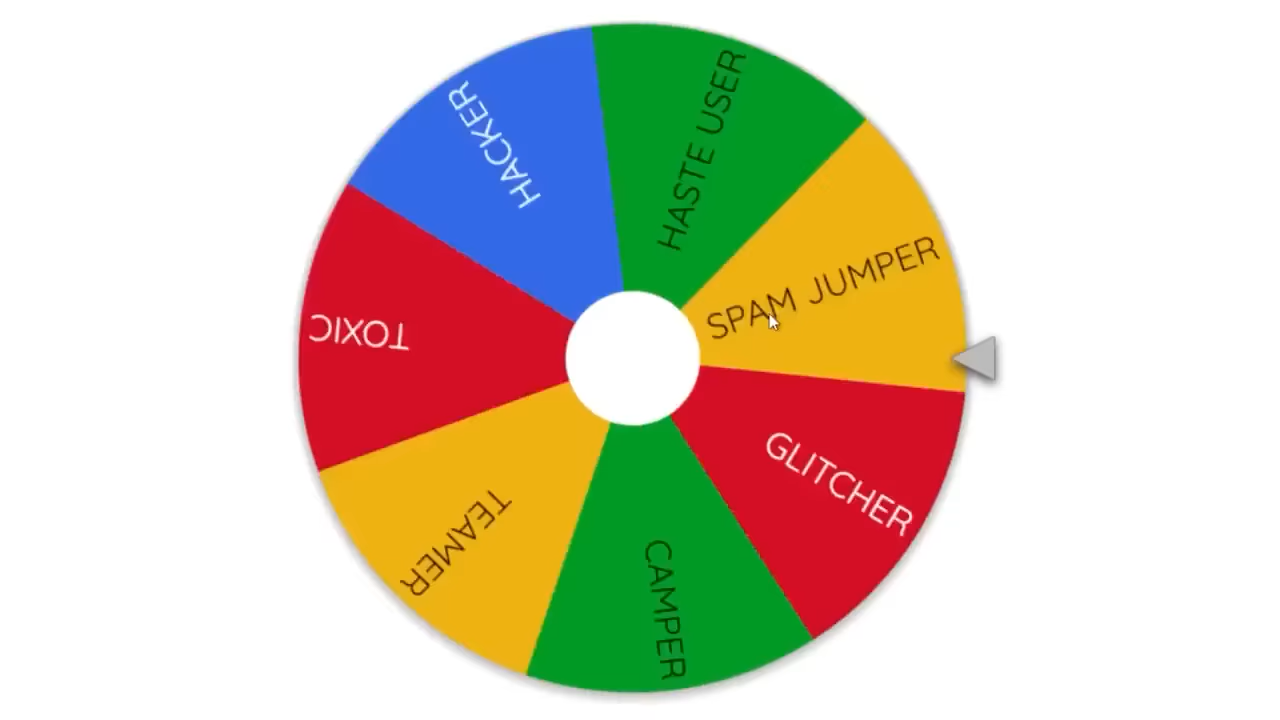 HACKER
HASTE USER
SPAM JUMPER
GLITCHER
CAMPER
TEAMER
TOXIC